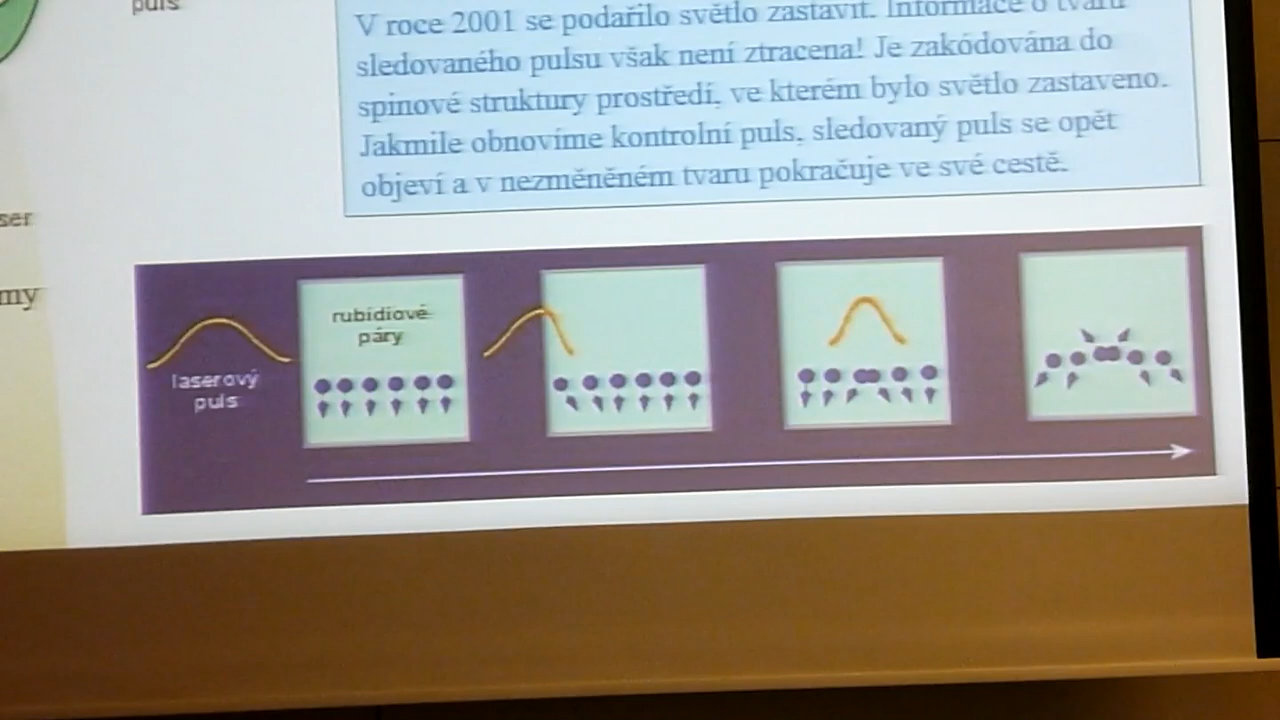 puls
V roce 2001 se podařilo světlo zastavit. Informace o tvaru
sledovaného pulsu však není ztracena! Je zakódována do
spinové struktury prostředí, ve kterém bylo světlo zastaveno.
Jakmile obnovíme kontrolní puls, sledovaný puls se opět
objeví a v nezměněném tvaru pokračuje ve své cestě.
ser
my
rubidiové
páry
laserový
puls